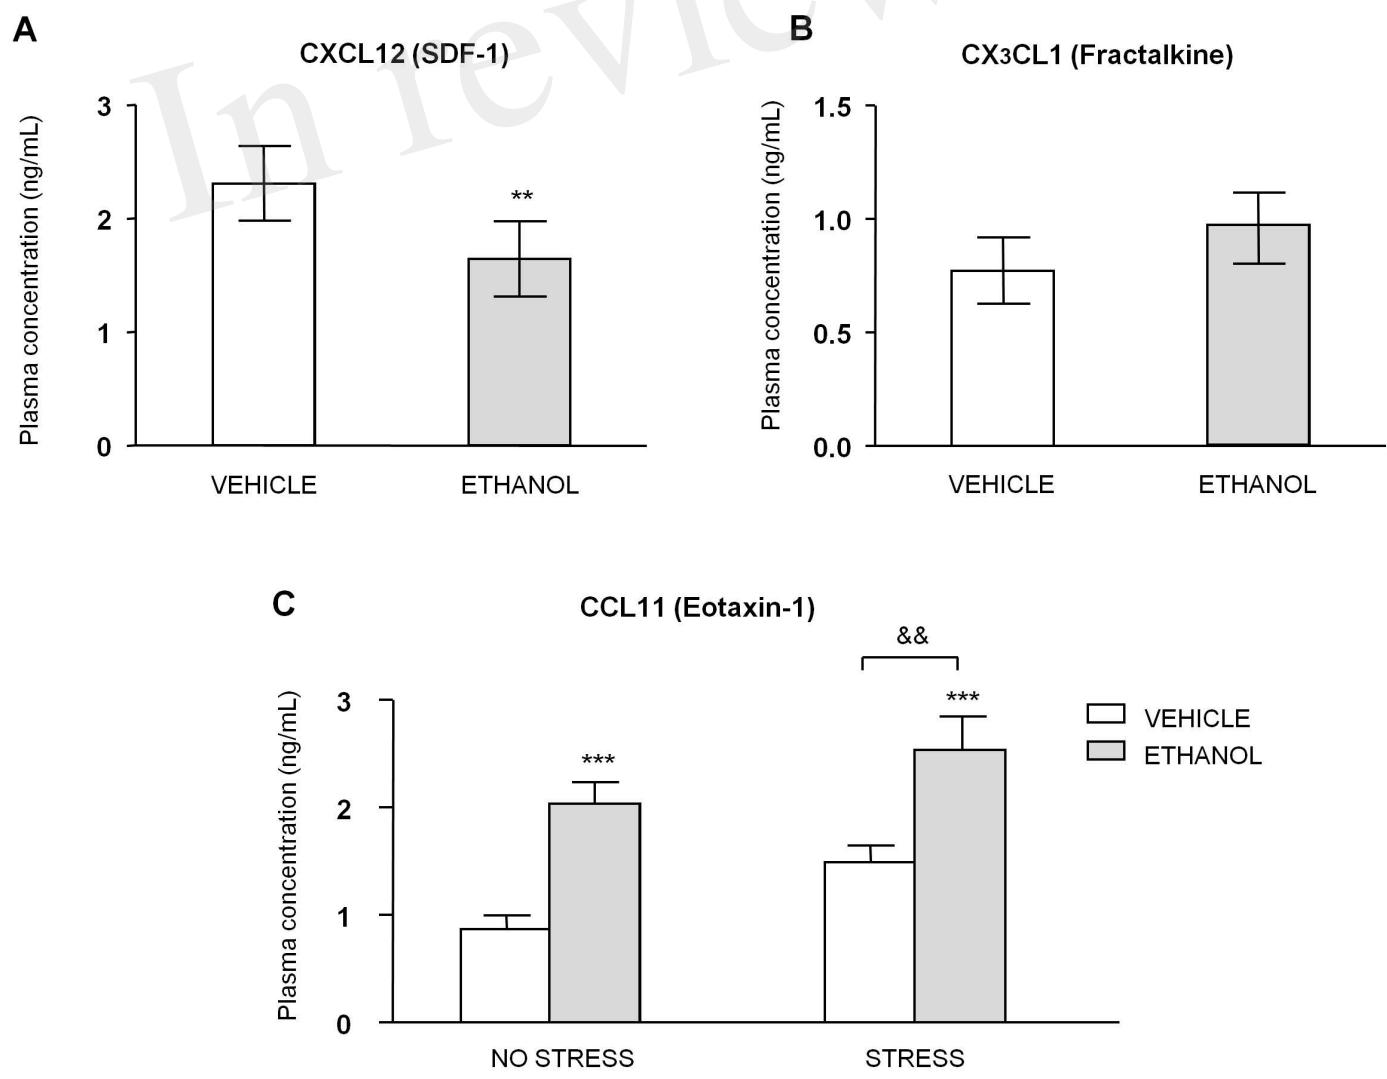 A
CXCL12 (SDF-1)
Plasma concentration (ng/mL)
3
2
1
0
**
VEHICLE
ETHANOL
B
CX3CL1 (Fractalkine)
Plasma concentration (ng/mL)
1.5
1.0
0.5
0.0
VEHICLE
ETHANOL
In review
C
CCL11 (Eotaxin-1)
Plasma concentration (ng/mL)
3
2
1
0
***
&&
***
NO STRESS
STRESS
VEHICLE
ETHANOL